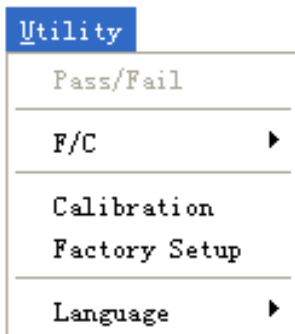 Utility
Pass/Fail
F/C
Calibration
Factory Setup
Language